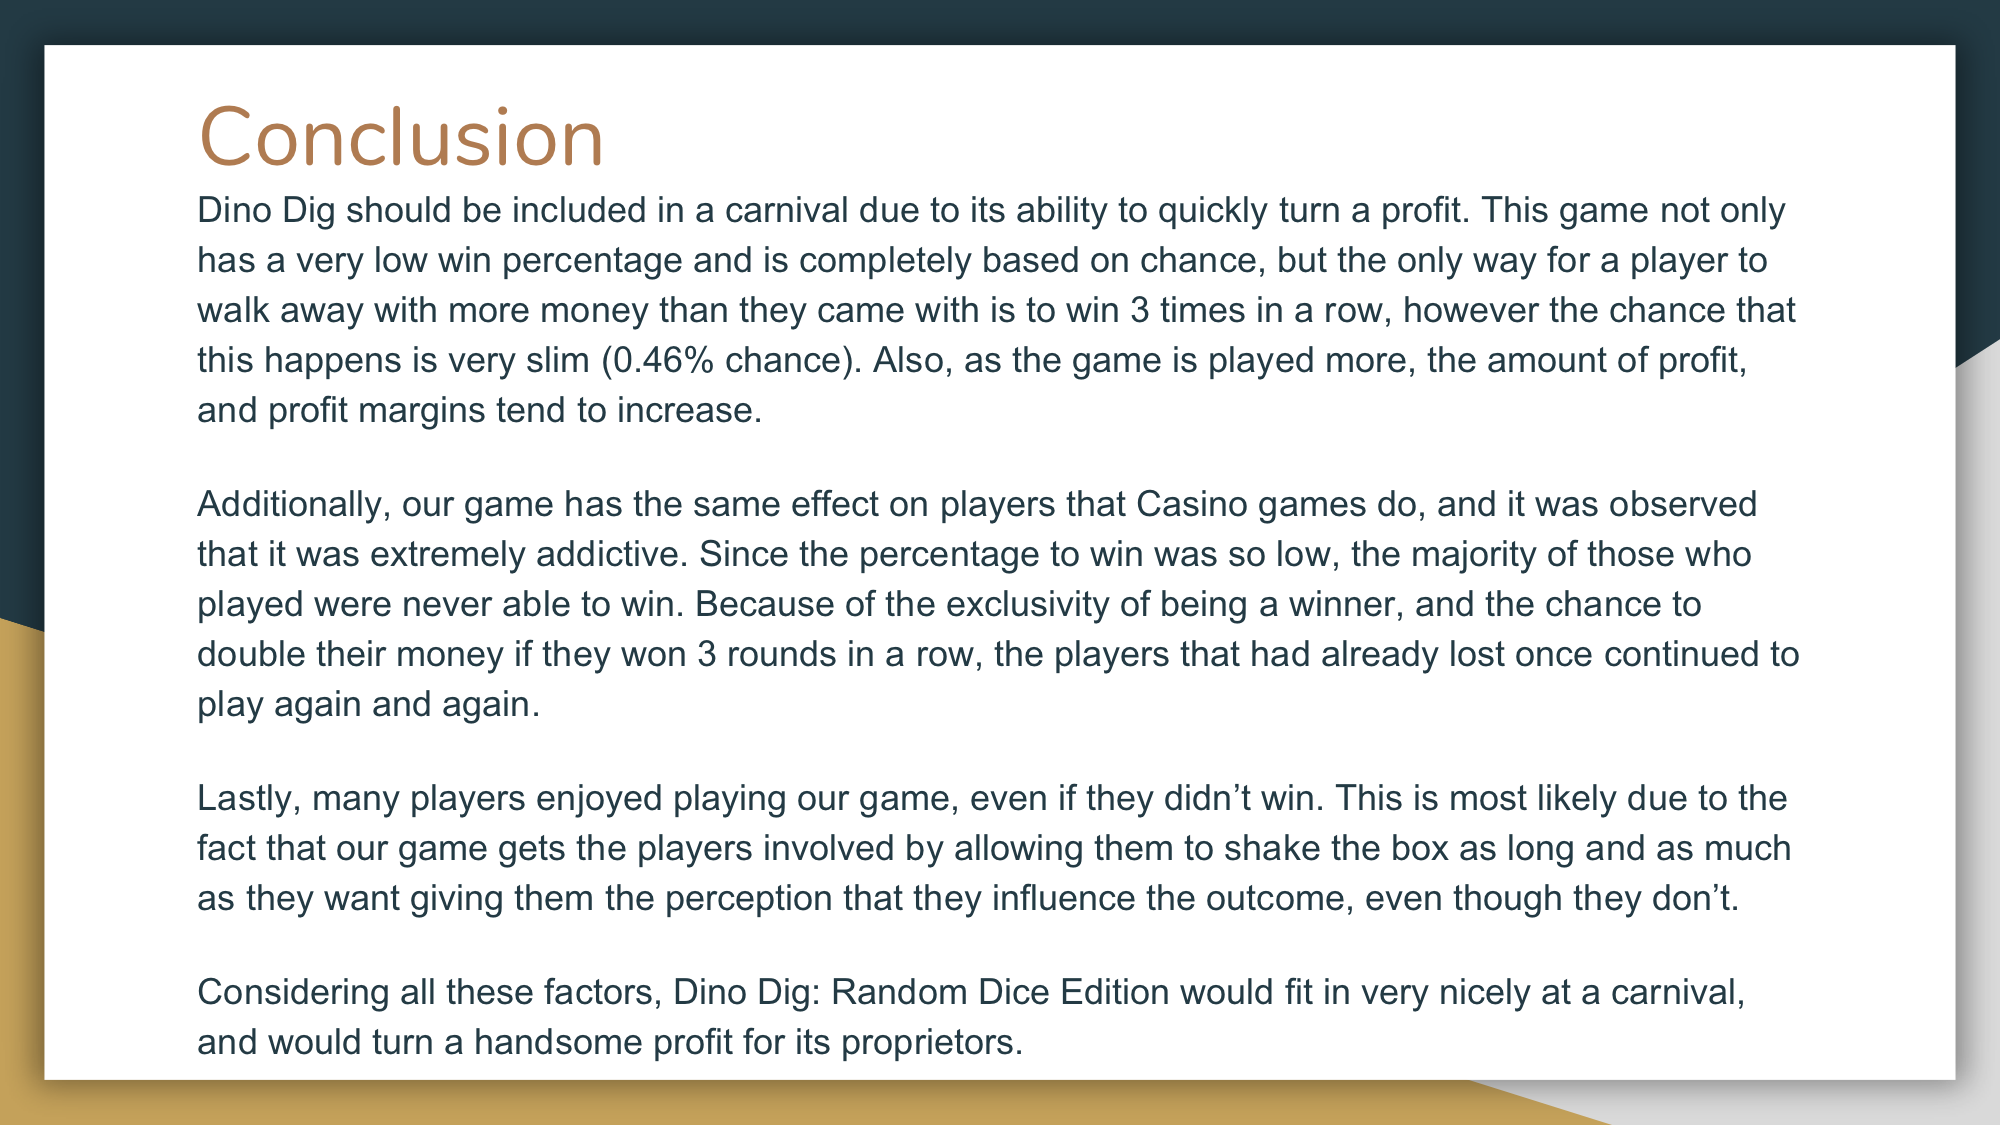 Conclusion
Dino Dig should be included in a carnival due to its ability to quickly turn a profit. This game not only
has a very low win percentage and is completely based on chance, but the only way for a player to
walk away with more money than they came with is to win 3 times in a row, however the chance that
this happens is very slim (0.46% chance). Also, as the game is played more, the amount of profit,
and profit margins tend to increase.
Additionally, our game has the same effect on players that Casino games do, and it was observed
that it was extremely addictive. Since the percentage to win was so low, the majority of those who
played were never able to win. Because of the exclusivity of being a winner, and the chance to
double their money if they won 3 rounds in a row, the players that had already lost once continued to
play again and again.
Lastly, many players enjoyed playing our game, even if they didn’t win. This is most likely due to the
fact that our game gets the players involved by allowing them to shake the box as long and as much
as they want giving them the perception that they influence the outcome, even though they don’t.
Considering all these factors, Dino Dig: Random Dice Edition would fit in very nicely at a carnival,
and would turn a handsome profit for its proprietors.